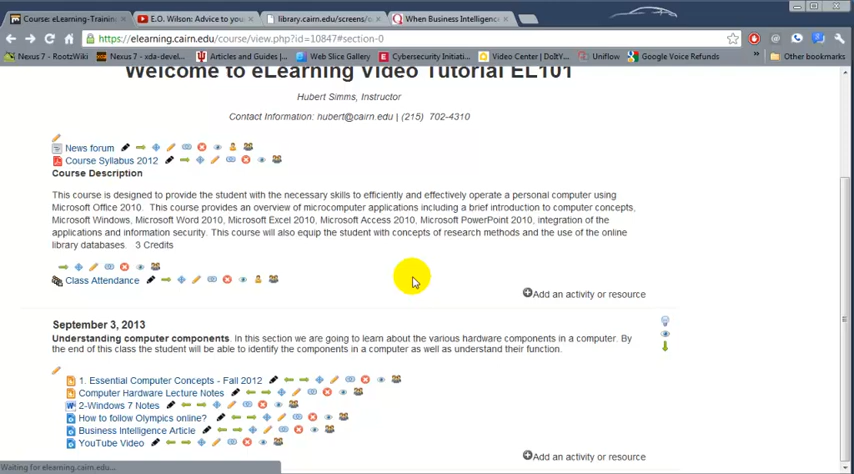 Course: eLearning-Training
E.O. Wilson: Advice to you
library.cairn.edu/screens/o
When Business Intelligence
https://elearning.cairn.edu/course/view.php?id=10847#section-0
Nexus 7 - RootzWiki
Nexus 7 - xda-devel...
Articles and Guides |...
Web Slice Gallery
Cybersecurity Initiati...
Video Center | DoItY...
Uniflow
Google Voice Refunds
»
Other bookmarks
Welcome to eLearning Video Tutorial EL101
Hubert Simms, Instructor
Contact Information: hubert@cairn.edu | (215) 702-4310
News forum
Course Syllabus 2012
Course Description
This course is designed to provide the student with the necessary skills to efficiently and effectively operate a personal computer using
Microsoft Office 2010. This course provides an overview of microcomputer applications including a brief introduction to computer concepts,
Microsoft Windows, Microsoft Word 2010, Microsoft Excel 2010, Microsoft Access 2010, Microsoft PowerPoint 2010, integration of the
applications and information security. This course will also equip the student with concepts of research methods and the use of the online
library databases. 3 Credits
Class Attendance
Add an activity or resource
September 3, 2013
Understanding computer components. In this section we are going to learn about the various hardware components in a computer. By
the end of this class the student will be able to identify the components in a computer as well as understand their function.
1. Essential Computer Concepts - Fall 2012
Computer Hardware Lecture Notes
2-Windows 7 Notes
How to follow Olympics online?
Business Intelligence Article
YouTube Video
Add an activity or resource
Waiting for elearning.cairn.edu...